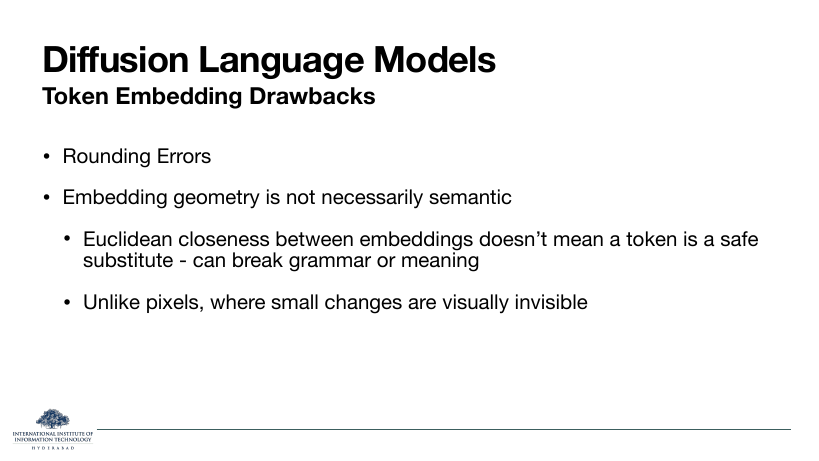 Diffusion Language Models
Token Embedding Drawbacks
• Rounding Errors
• Embedding geometry is not necessarily semantic
• Euclidean closeness between embeddings doesn’t mean a token is a safe
substitute - can break grammar or meaning
• Unlike pixels, where small changes are visually invisible
INTERNATIONAL INSTITUTE OF
INFORMATION TECHNOLOGY
HYDERABAD